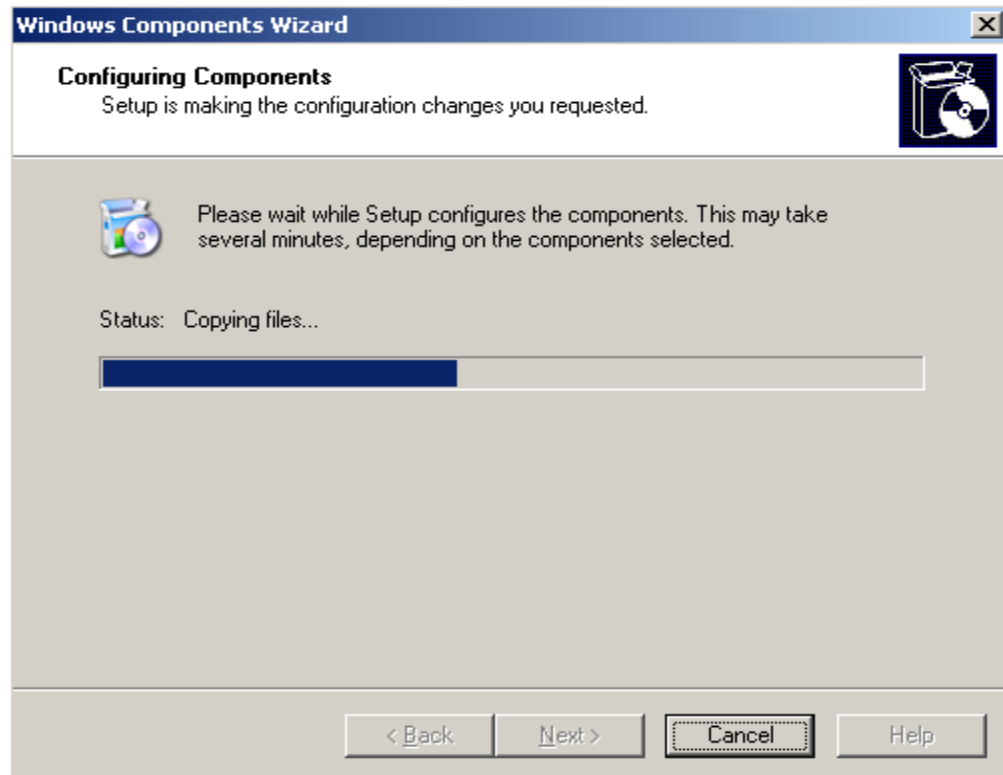 Windows Components Wizard
Configuring Components
Setup is making the configuration changes you requested.
Please wait while Setup configures the components. This may take
several minutes, depending on the components selected.
Status: Copying files...
< Back Next > Cancel Help